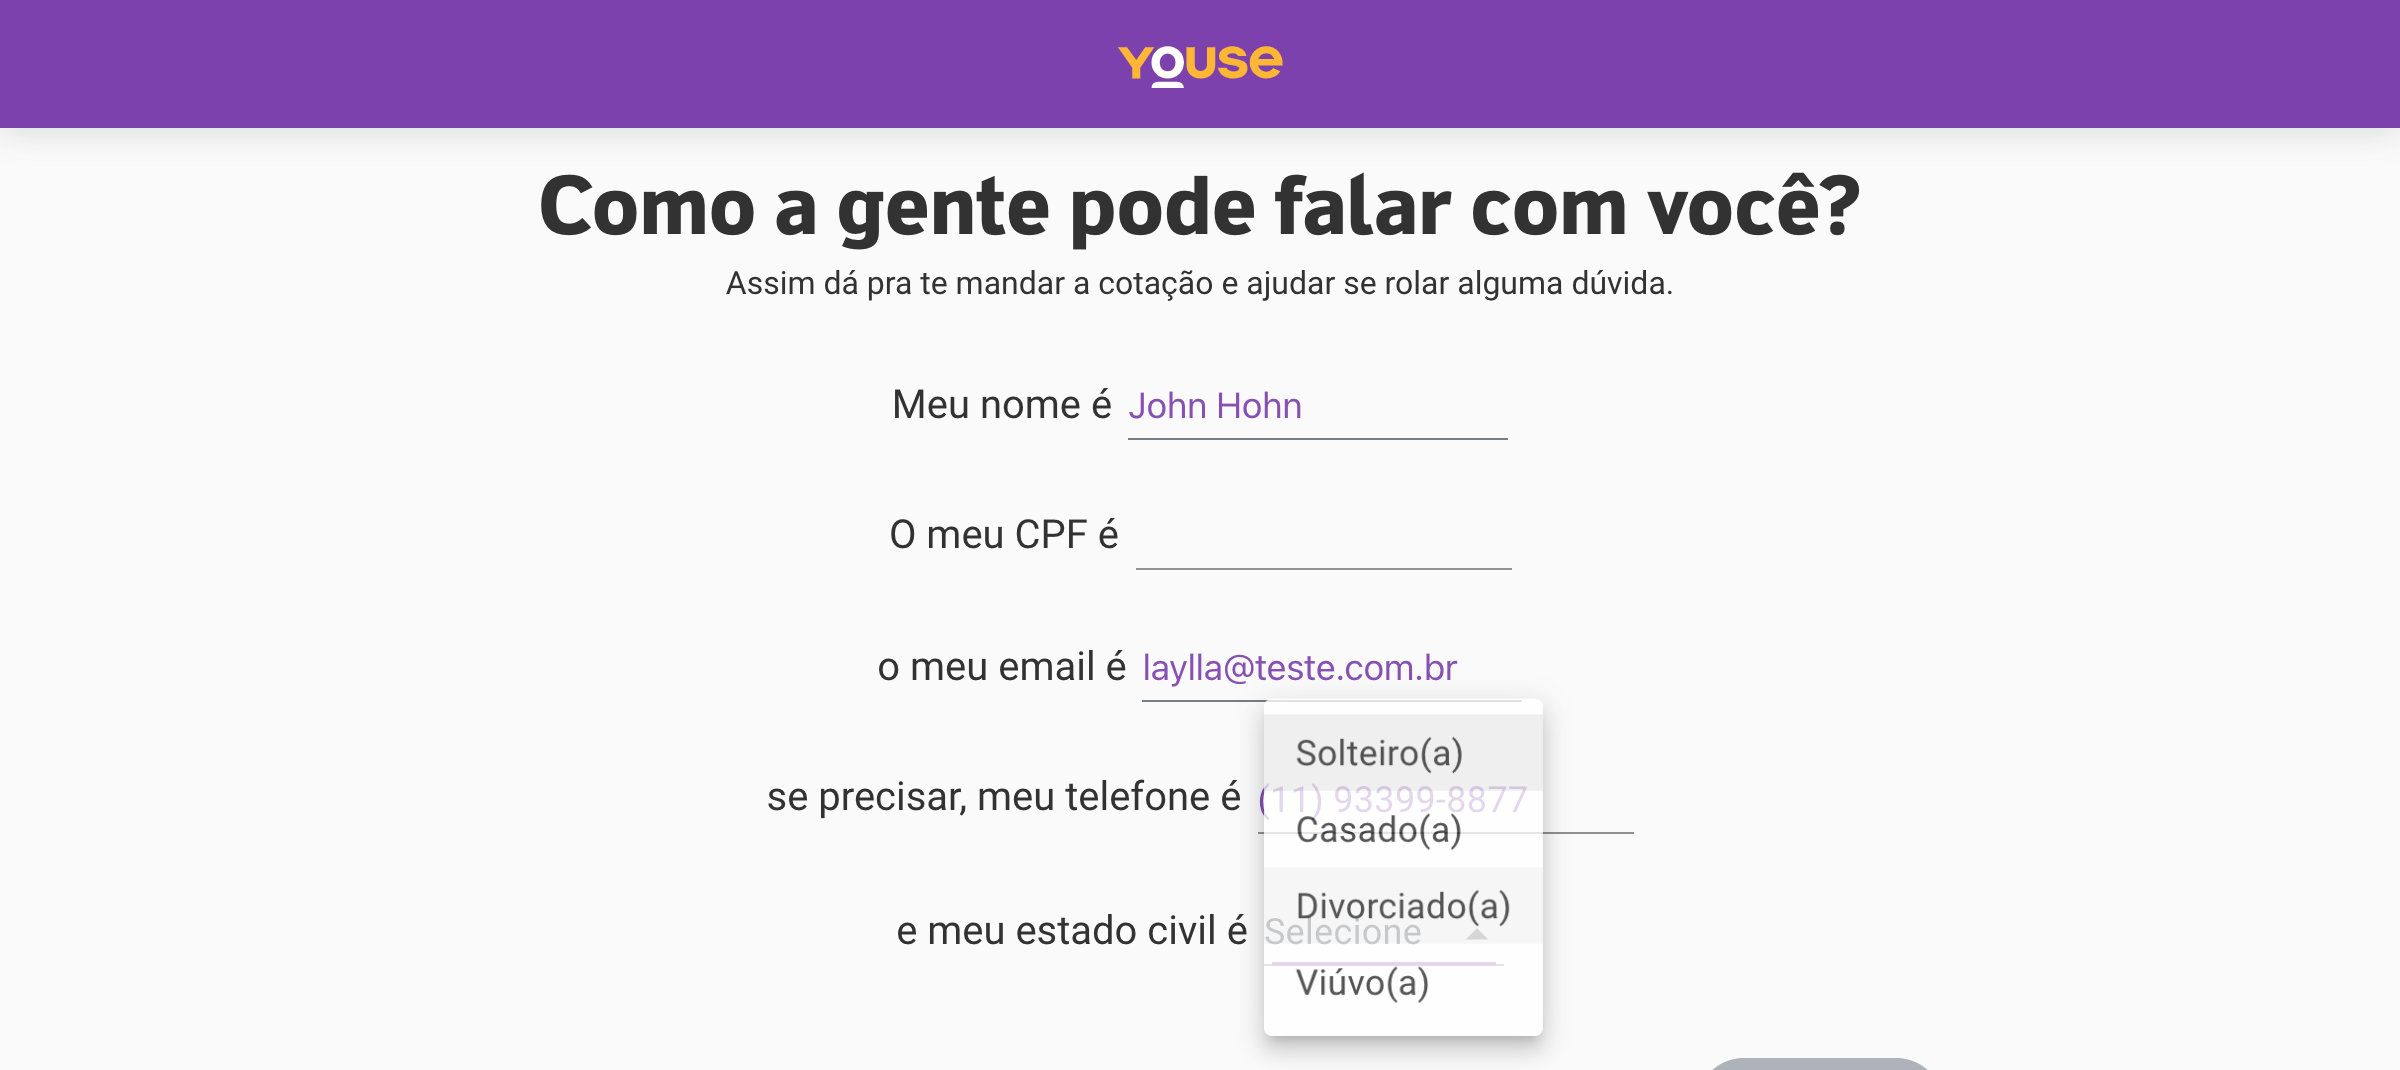 YOUSE
Como a gente pode falar com você?
Assim dá pra te mandar a cotação e ajudar se rolar alguma dúvida.
Meu nome é John Hohn
O meu CPF é
o meu email é laylla@teste.com.br
Solteiro(a)
se precisar, meu telefone é (11) 93399-8877
Casado(a)
Divorciado(a)
e meu estado civil é Selecione
Viúvo(a)